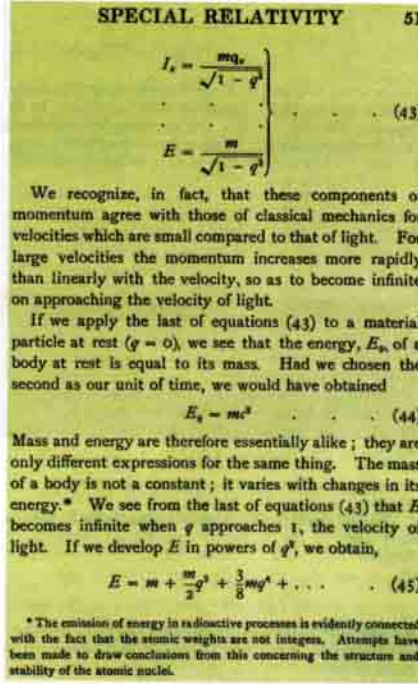 SPECIAL RELATIVITY 51
I_x = mq_x / √(1 - q²)
. . . . . . (43)
E = m / √(1 - q²)
We recognize, in fact, that these components o
momentum agree with those of classical mechanics fo
velocities which are small compared to that of light. Fo
large velocities the momentum increases more rapidly
than linearly with the velocity, so as to become infinite
on approaching the velocity of light.
If we apply the last of equations (43) to a materia
particle at rest (q = 0), we see that the energy, E₀, of a
body at rest is equal to its mass. Had we chosen the
second as our unit of time, we would have obtained
E₀ = mc² . . . (44)
Mass and energy are therefore essentially alike ; they are
only different expressions for the same thing. The mass
of a body is not a constant ; it varies with changes in its
energy.* We see from the last of equations (43) that E
becomes infinite when q approaches 1, the velocity o
light. If we develop E in powers of q², we obtain,
E = m + m/2 q² + 3/8 mq⁴ + . . . . (45)
* The emission of energy in radioactive processes is evidently connected
with the fact that the atomic weights are not integers. Attempts have
been made to draw conclusions from this concerning the structure and
stability of the atomic nuclei.